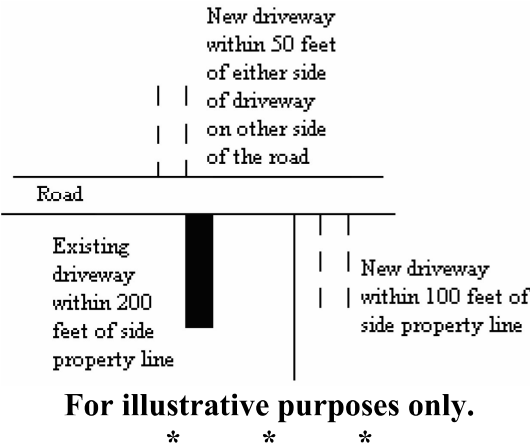 New driveway
within 50 feet
of either side
of driveway
on other side
of the road
Road
Existing
driveway
within 200
feet of side
property line
New driveway
within 100 feet of
side property line
For illustrative purposes only.
* * *